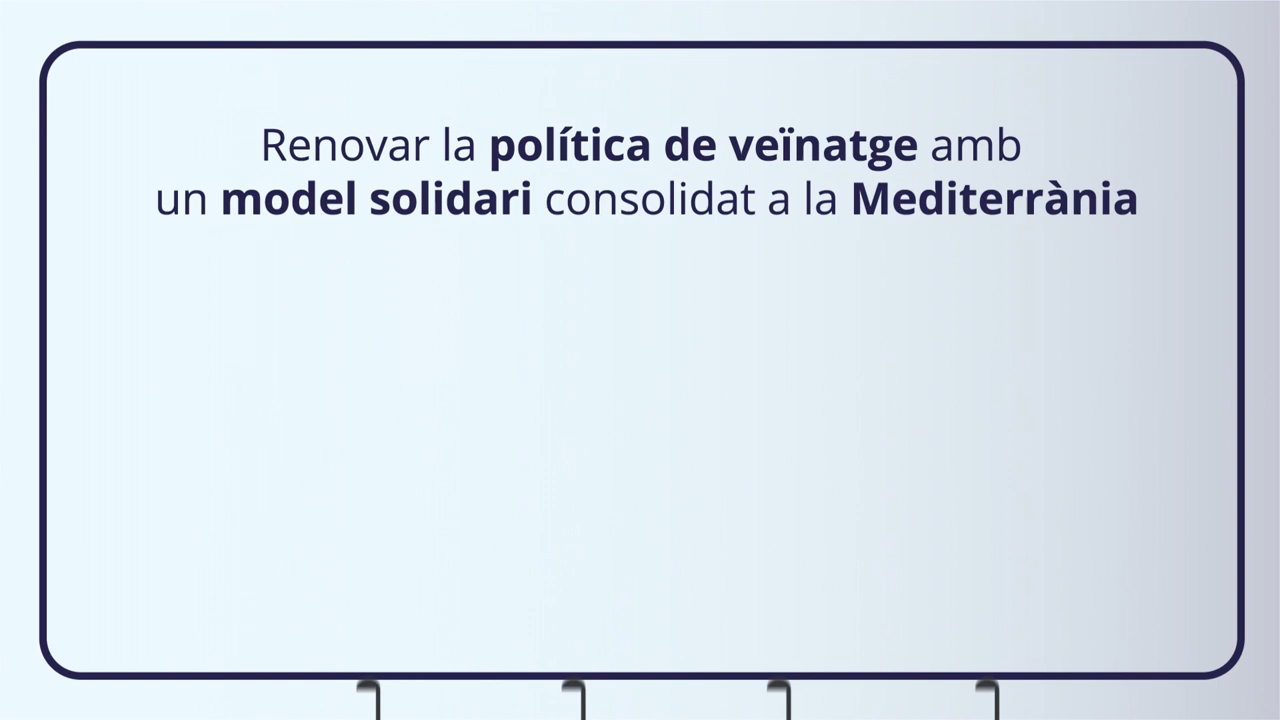 Renovar la política de veïnatge amb
un model solidari consolidat a la Mediterrània